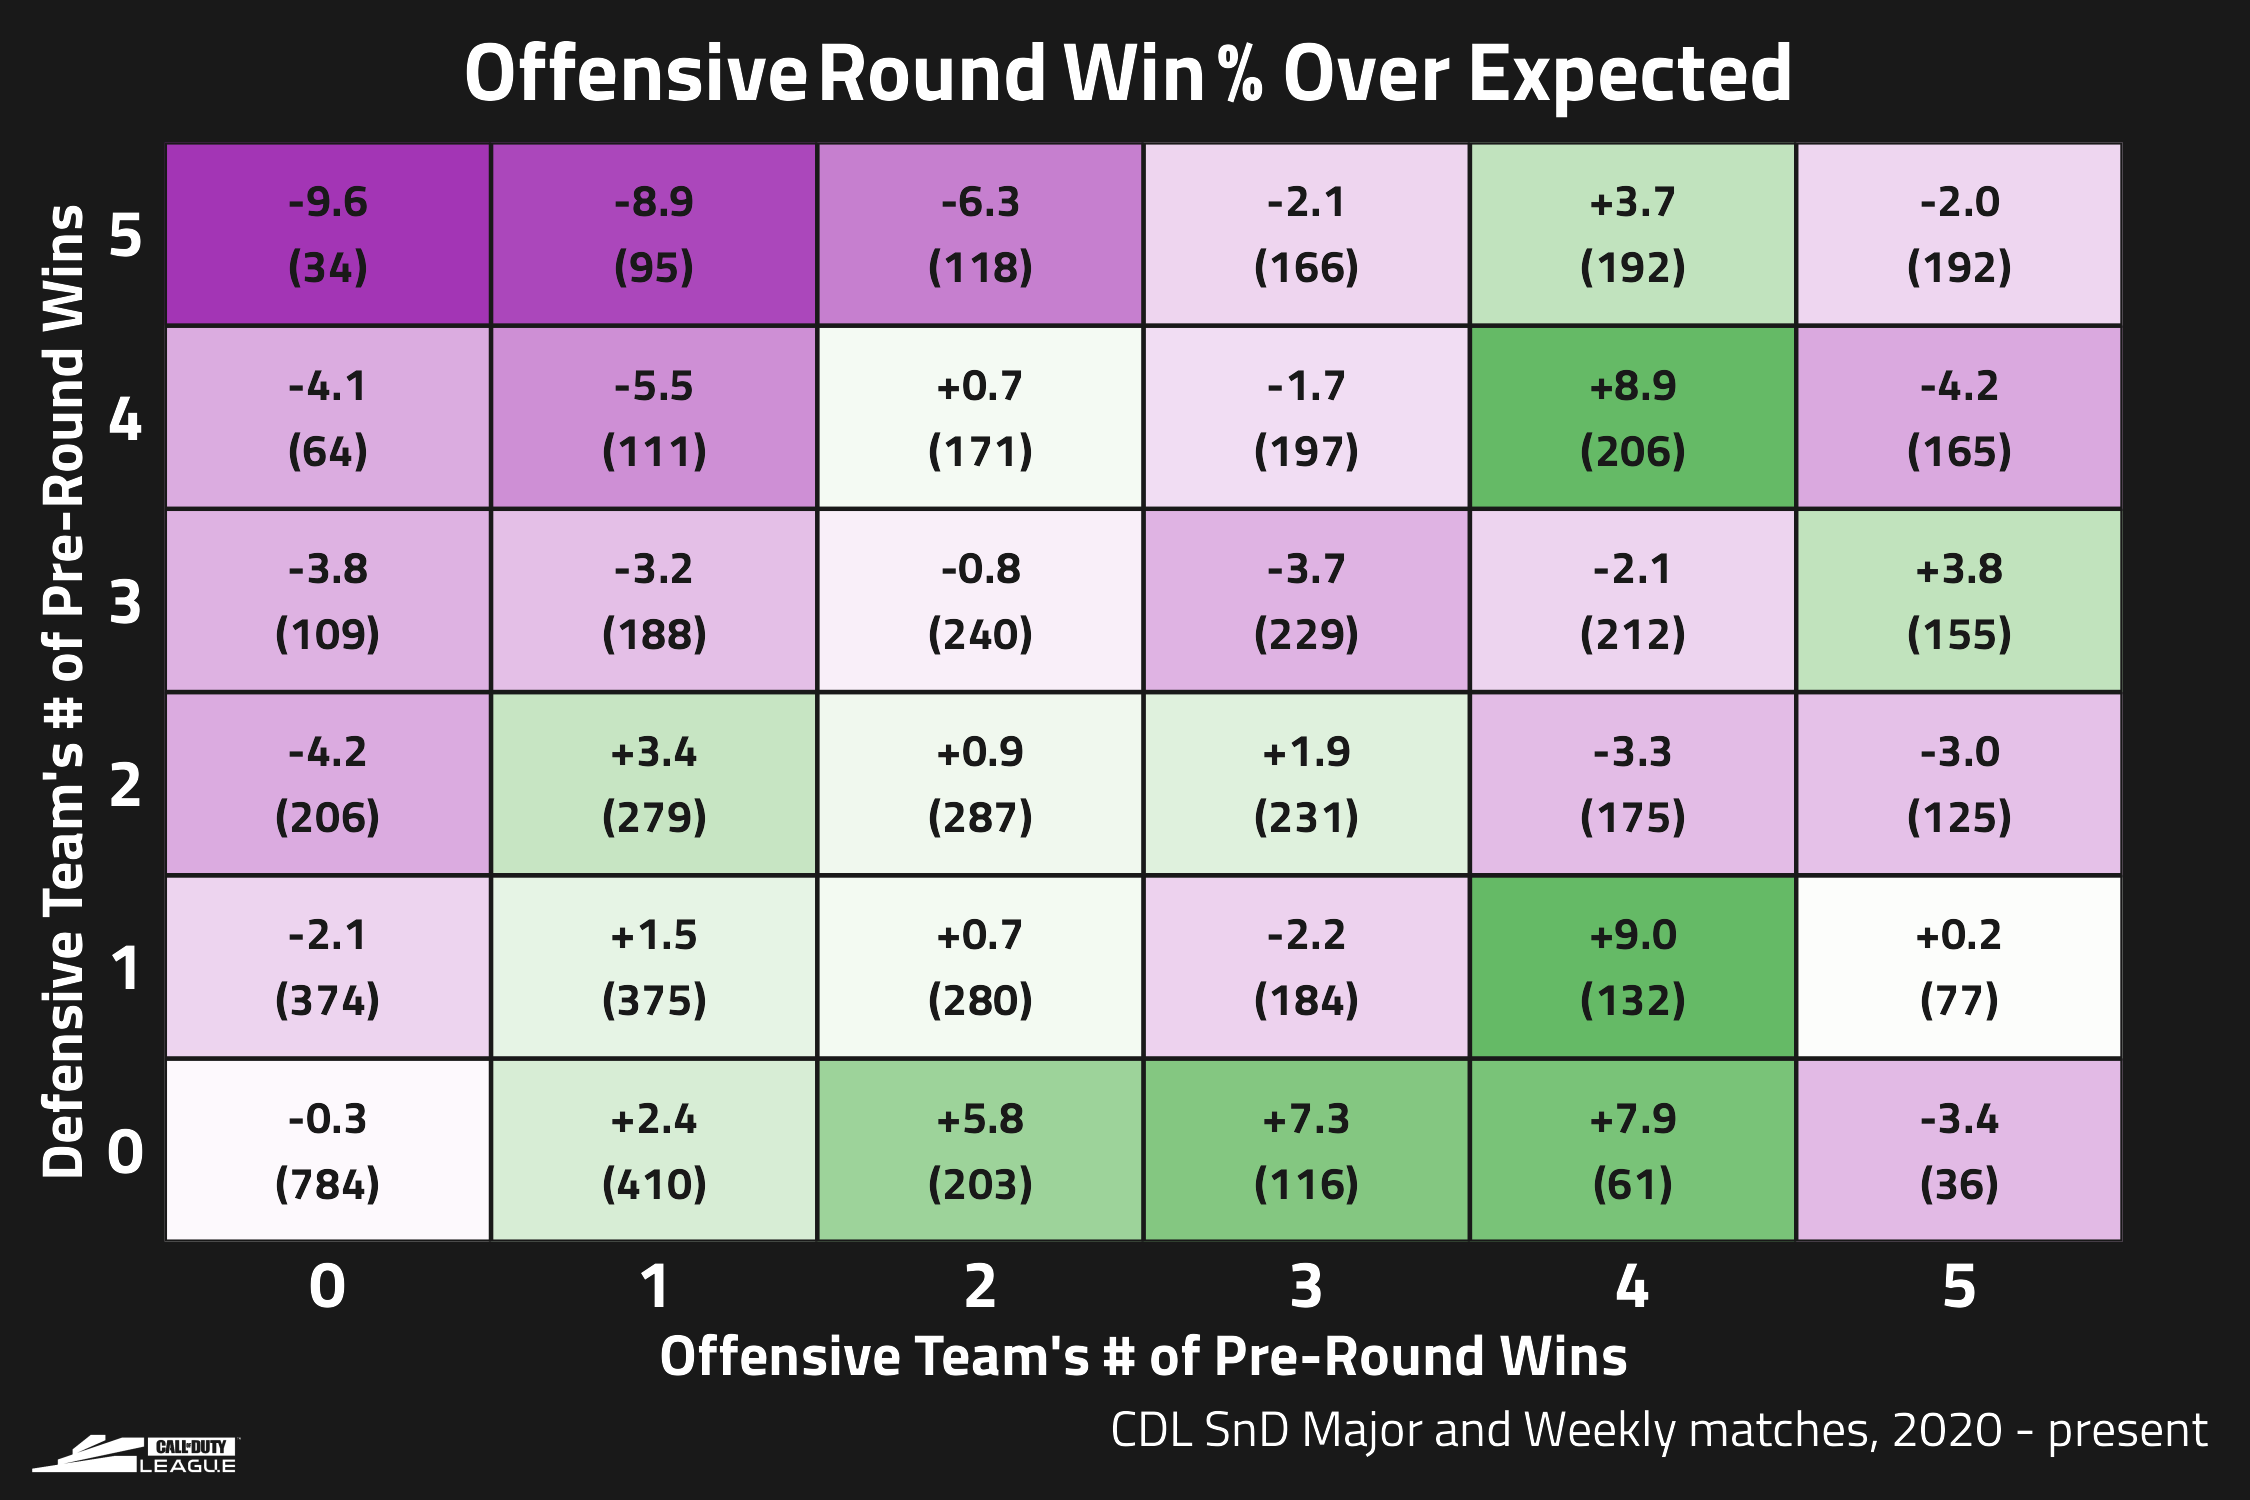 Offensive Round Win % Over Expected
Defensive Team's # of Pre-Round Wins
5
-9.6 -8.9 -6.3 -2.1 +3.7 -2.0
(34) (95) (118) (166) (192) (192)
4
-4.1 -5.5 +0.7 -1.7 +8.9 -4.2
(64) (111) (171) (197) (206) (165)
3
-3.8 -3.2 -0.8 -3.7 -2.1 +3.8
(109) (188) (240) (229) (212) (155)
2
-4.2 +3.4 +0.9 +1.9 -3.3 -3.0
(206) (279) (287) (231) (175) (125)
1
-2.1 +1.5 +0.7 -2.2 +9.0 +0.2
(374) (375) (280) (184) (132) (77)
0
-0.3 +2.4 +5.8 +7.3 +7.9 -3.4
(784) (410) (203) (116) (61) (36)
0 1 2 3 4 5
Offensive Team's # of Pre-Round Wins
CDL SnD Major and Weekly matches, 2020 - present
CALL OF DUTY
LEAGUE